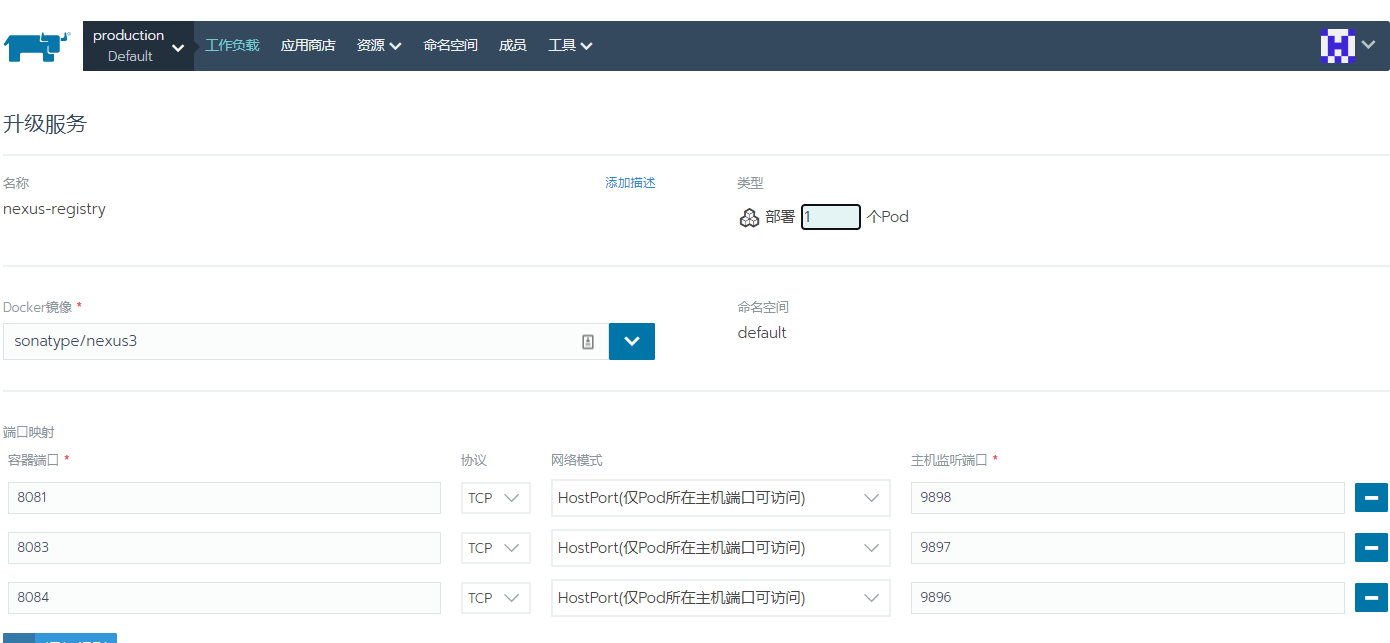 production
Default
工作负载 应用商店 资源 命名空间 成员 工具
升级服务
名称 添加描述 类型
nexus-registry
部署 1 个Pod
Docker镜像 * 命名空间
sonatype/nexus3 default
端口映射
容器端口 * 协议 网络模式 主机监听端口 *
8081 TCP HostPort(仅Pod所在主机端口可访问) 9898
8083 TCP HostPort(仅Pod所在主机端口可访问) 9897
8084 TCP HostPort(仅Pod所在主机端口可访问) 9896